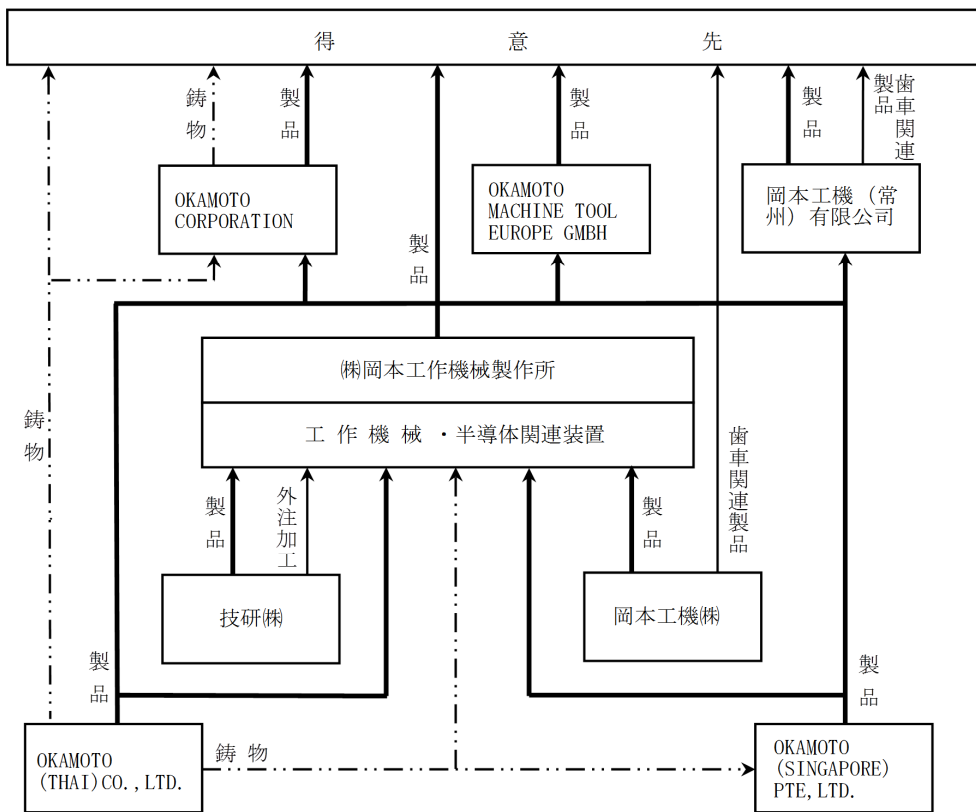 得意先
鋳物
製品
製品
製品
製品
歯車関連
製品
OKAMOTO
CORPORATION
OKAMOTO
MACHINE TOOL
EUROPE GMBH
岡本工機（常
州）有限公司
製品
㈱岡本工作機械製作所
工作機械・半導体関連装置
鋳物
製品
外注加工
製品
歯車関連製品
技研㈱
岡本工機㈱
製品
製品
OKAMOTO
(THAI)CO.,LTD.
鋳物
OKAMOTO
(SINGAPORE)
PTE,LTD.